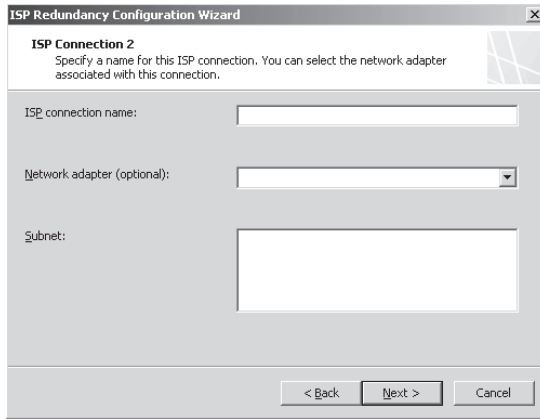 ISP Redundancy Configuration Wizard
ISP Connection 2
Specify a name for this ISP connection. You can select the network adapter
associated with this connection.
ISP connection name:
Network adapter (optional):
Subnet:
< Back
Next >
Cancel